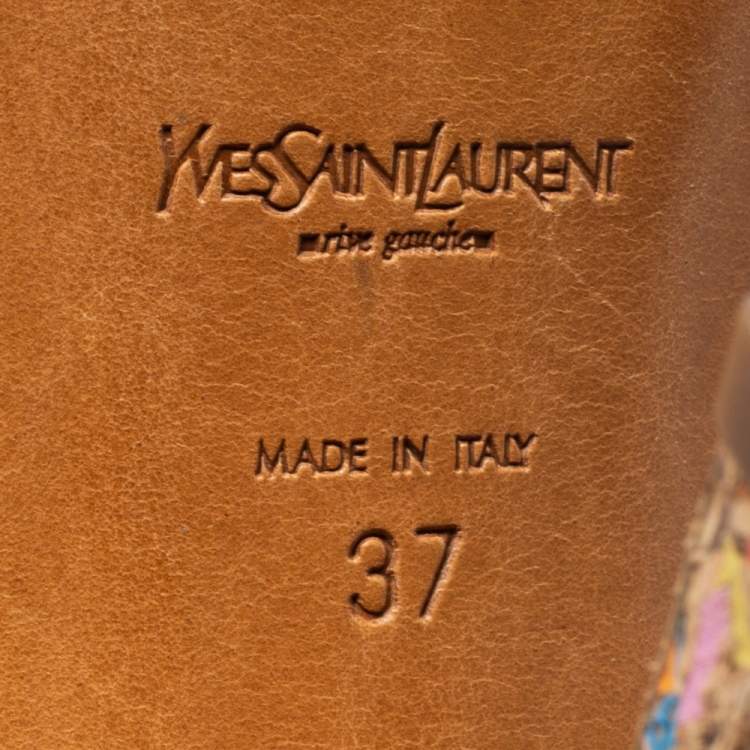 YVESSAINTLAURENT
rive gauche
MADE IN ITALY
37